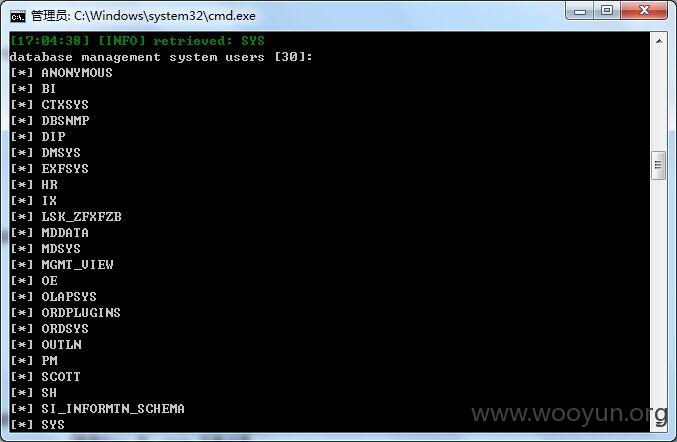 管理员: C:\Windows\system32\cmd.exe
[17:04:38] [INFO] retrieved: SYS
database management system users [30]:
[*] ANONYMOUS
[*] BI
[*] CTXSYS
[*] DBSNMP
[*] DIP
[*] DMSYS
[*] EXFSYS
[*] HR
[*] IX
[*] LSK_ZFXFZB
[*] MDDATA
[*] MDSYS
[*] MGMT_VIEW
[*] OE
[*] OLAPSYS
[*] ORDPLUGINS
[*] ORDSYS
[*] OUTLN
[*] PM
[*] SCOTT
[*] SH
[*] SI_INFORMTN_SCHEMA
[*] SYS
www.wooyun.org